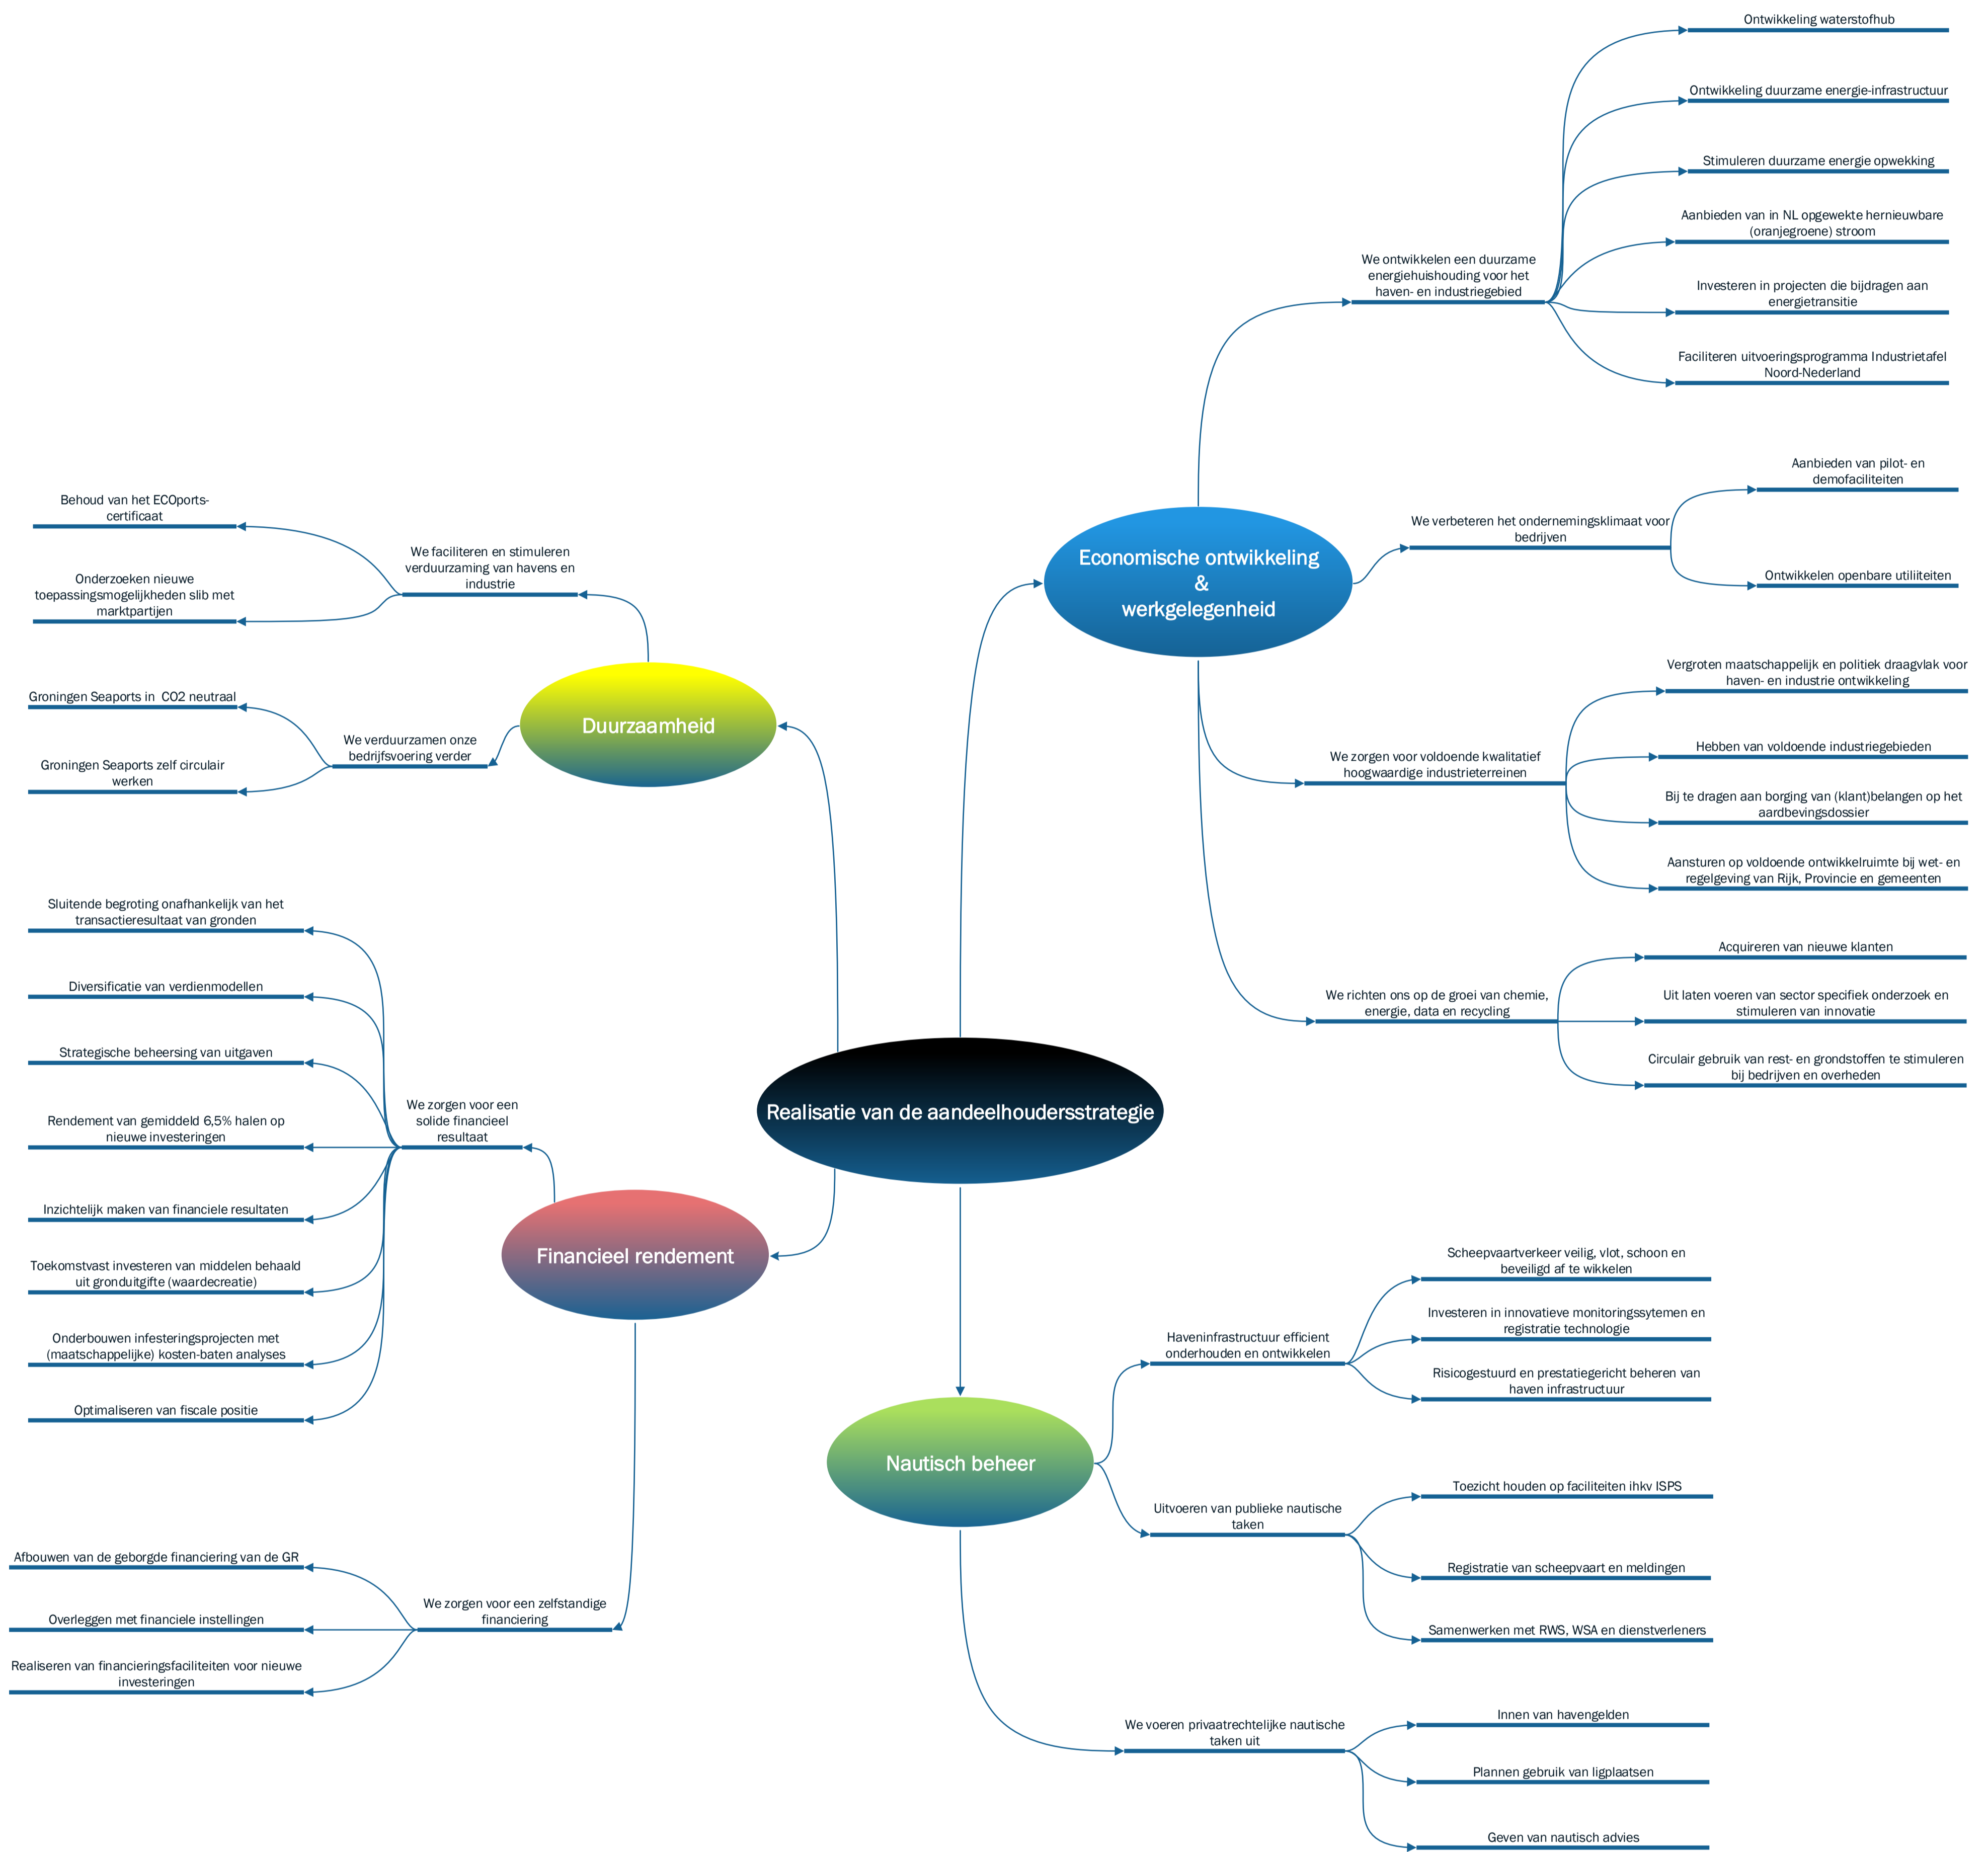 Realisatie van de aandeelhoudersstrategie
Economische ontwikkeling
&
werkgelegenheid
We ontwikkelen een duurzame
energiehuishouding voor het
haven- en industriegebied
Ontwikkeling waterstofhub
Ontwikkeling duurzame energie-infrastructuur
Stimuleren duurzame energie opwekking
Aanbieden van in NL opgewekte hernieuwbare
(oranjegroene) stroom
Investeren in projecten die bijdragen aan
energietransitie
Faciliteren uitvoeringsprogramma Industrietafel
Noord-Nederland
We verbeteren het ondernemingsklimaat voor
bedrijven
Aanbieden van pilot- en
demofaciliteiten
Ontwikkelen openbare utiliiteiten
We zorgen voor voldoende kwalitatief
hoogwaardige industrieterreinen
Vergroten maatschappelijk en politiek draagvlak voor
haven- en industrie ontwikkeling
Hebben van voldoende industriegebieden
Bij te dragen aan borging van (klant)belangen op het
aardbevingsdossier
Aansturen op voldoende ontwikkelruimte bij wet- en
regelgeving van Rijk, Provincie en gemeenten
We richten ons op de groei van chemie,
energie, data en recycling
Acquireren van nieuwe klanten
Uit laten voeren van sector specifiek onderzoek en
stimuleren van innovatie
Circulair gebruik van rest- en grondstoffen te stimuleren
bij bedrijven en overheden
Duurzaamheid
We faciliteren en stimuleren
verduurzaming van havens en
industrie
Behoud van het ECOports-
certificaat
Onderzoeken nieuwe
toepassingsmogelijkheden slib met
marktpartijen
We verduurzamen onze
bedrijfsvoering verder
Groningen Seaports in  CO2 neutraal
Groningen Seaports zelf circulair
werken
Financieel rendement
We zorgen voor een
solide financieel
resultaat
Sluitende begroting onafhankelijk van het
transactieresultaat van gronden
Diversificatie van verdienmodellen
Strategische beheersing van uitgaven
Rendement van gemiddeld 6,5% halen op
nieuwe investeringen
Inzichtelijk maken van financiele resultaten
Toekomstvast investeren van middelen behaald
uit gronduitgifte (waardecreatie)
Onderbouwen infesteringsprojecten met
(maatschappelijke) kosten-baten analyses
Optimaliseren van fiscale positie
We zorgen voor een zelfstandige
financiering
Afbouwen van de geborgde financiering van de GR
Overleggen met financiele instellingen
Realiseren van financieringsfaciliteiten voor nieuwe
investeringen
Nautisch beheer
Haveninfrastructuur efficient
onderhouden en ontwikkelen
Scheepvaartverkeer veilig, vlot, schoon en
beveiligd af te wikkelen
Investeren in innovatieve monitoringssytemen en
registratie technologie
Risicogestuurd en prestatiegericht beheren van
haven infrastructuur
Uitvoeren van publieke nautische
taken
Toezicht houden op faciliteiten ihkv ISPS
Registratie van scheepvaart en meldingen
Samenwerken met RWS, WSA en dienstverleners
We voeren privaatrechtelijke nautische
taken uit
Innen van havengelden
Plannen gebruik van ligplaatsen
Geven van nautisch advies